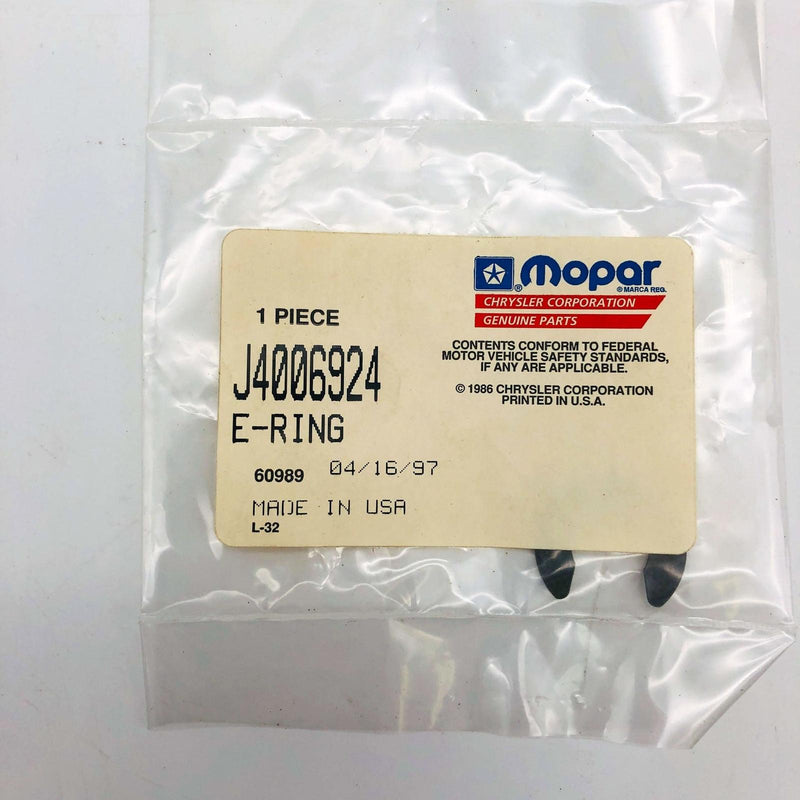 ® mopar
® MARCA REG.
CHRYSLER CORPORATION
GENUINE PARTS
1 PIECE
J4006924
E-RING
60989 04/16/97
MADE IN USA
L-32
CONTENTS CONFORM TO FEDERAL
MOTOR VEHICLE SAFETY STANDARDS,
IF ANY ARE APPLICABLE.
© 1986 CHRYSLER CORPORATION
PRINTED IN U.S.A.